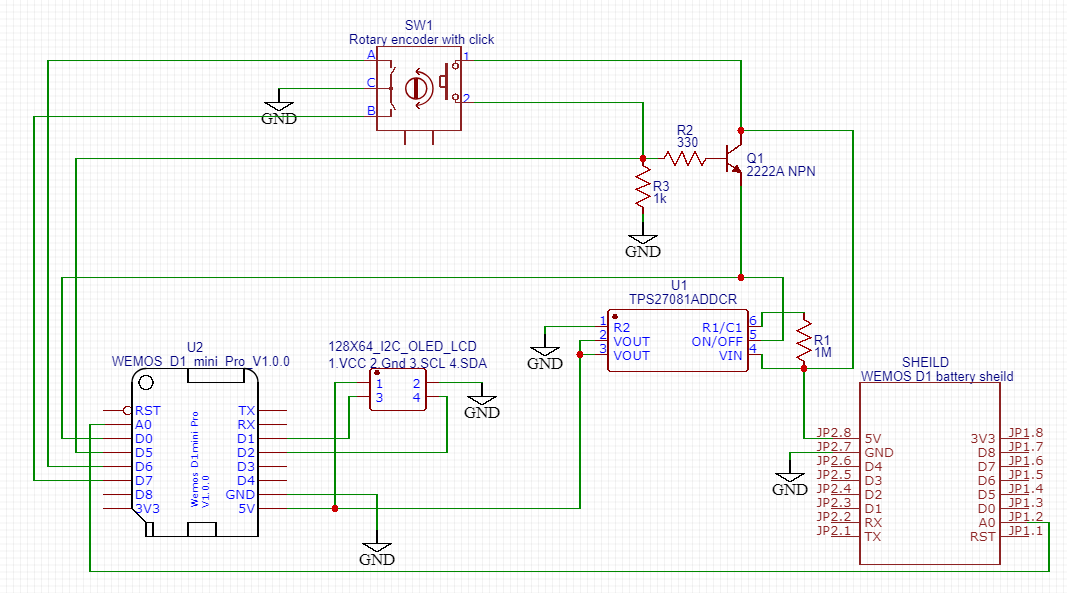 SW1
Rotary encoder with click
A
1
C
B
2
GND
R2
330
Q1
2222A NPN
R3
1k
GND
U1
TPS27081ADDCR
1 R2 R1/C1 6
2 VOUT ON/OFF 5
3 VOUT VIN 4
R1
1M
GND
U2
WEMOS_D1_mini_Pro_V1.0.0
128X64_I2C_OLED_LCD
1.VCC 2.Gnd 3.SCL 4.SDA
1 2
3 4
GND
SHEILD
WEMOS D1 battery sheild
RST TX
A0 RX
D0 D1
D5 D2
D6 D3
D7 D4
D8 GND
3V3 5V
Wemos D1mini Pro
V1.0.0
GND
JP2.8 5V 3V3 JP1.8
JP2.7 GND D8 JP1.7
JP2.6 D4 D7 JP1.6
JP2.5 D3 D6 JP1.5
JP2.4 D2 D5 JP1.4
JP2.3 D1 D0 JP1.3
JP2.2 RX A0 JP1.2
JP2.1 TX RST JP1.1
GND